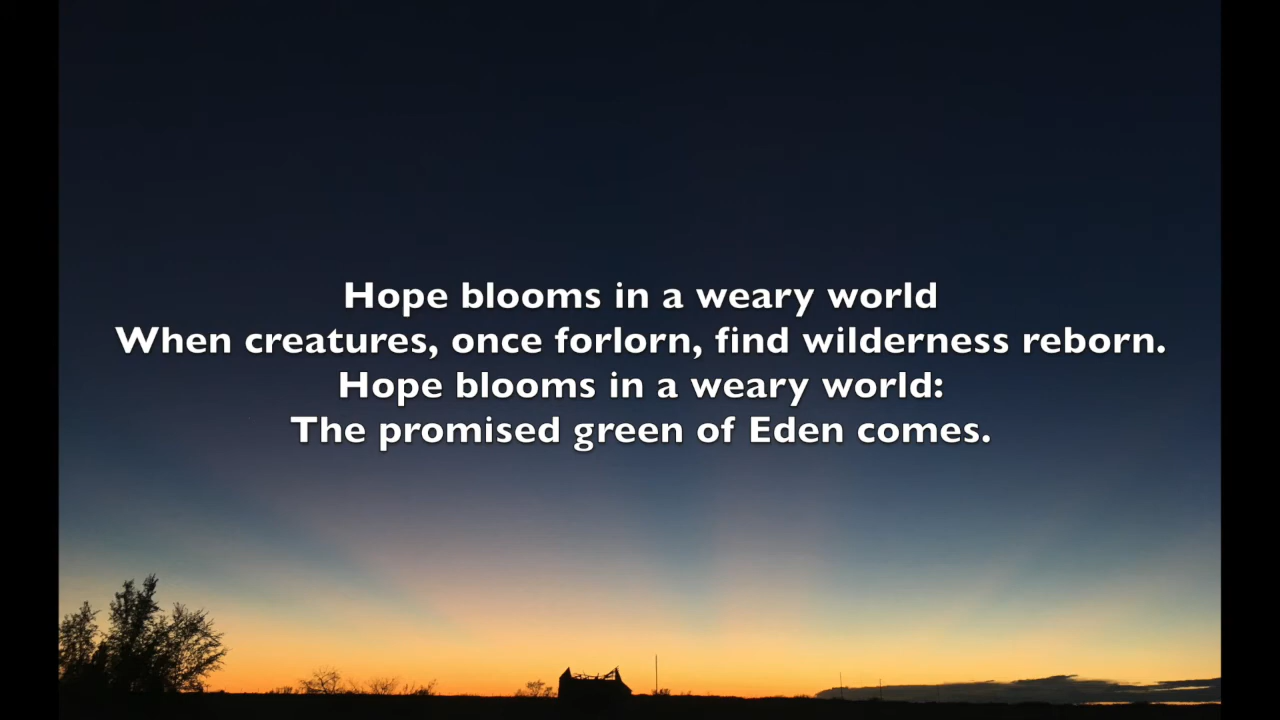 Hope blooms in a weary world
When creatures, once forlorn, find wilderness reborn.
Hope blooms in a weary world:
The promised green of Eden comes.